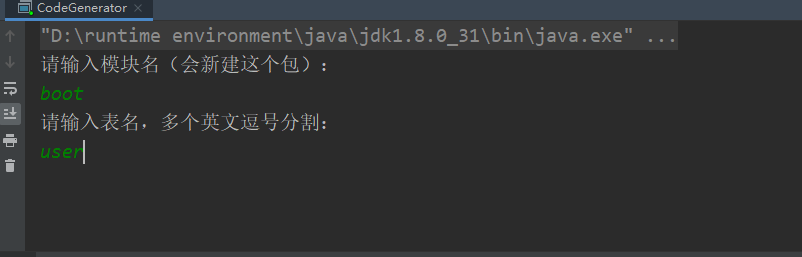 CodeGenerator
"D:\runtime environment\java\jdk1.8.0_31\bin\java.exe" ...
请输入模块名（会新建这个包）：
boot
请输入表名，多个英文逗号分割：
user